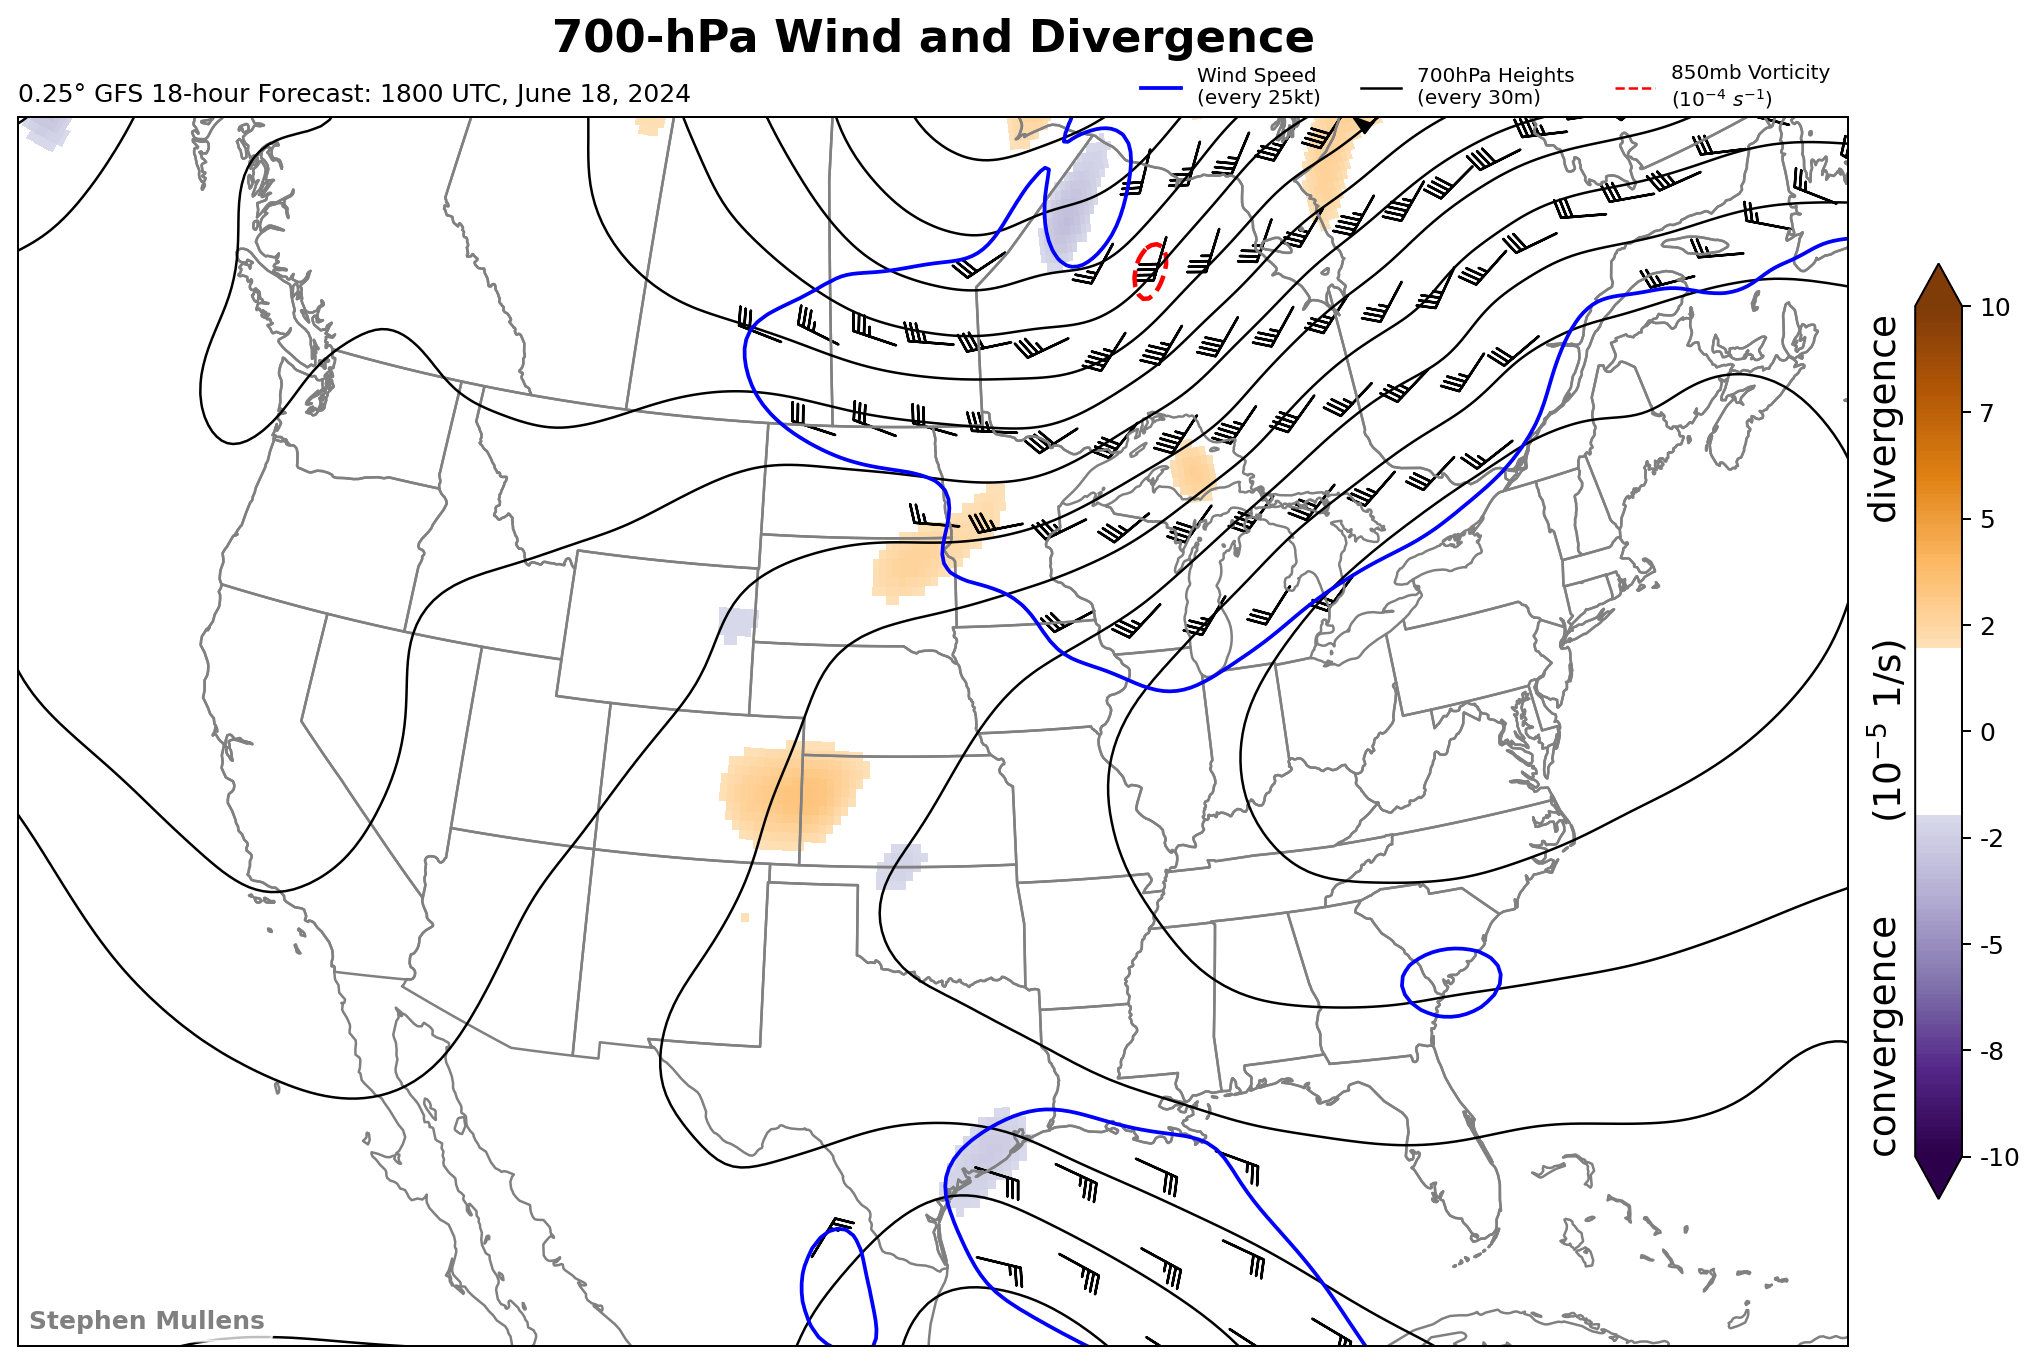 700-hPa Wind and Divergence
0.25° GFS 18-hour Forecast: 1800 UTC, June 18, 2024
Wind Speed
(every 25kt)
700hPa Heights
(every 30m)
850mb Vorticity
(10⁻⁴ s⁻¹)
10
7
5
2
0
-2
-5
-8
-10
convergence (10⁻⁵ 1/s) divergence
Stephen Mullens